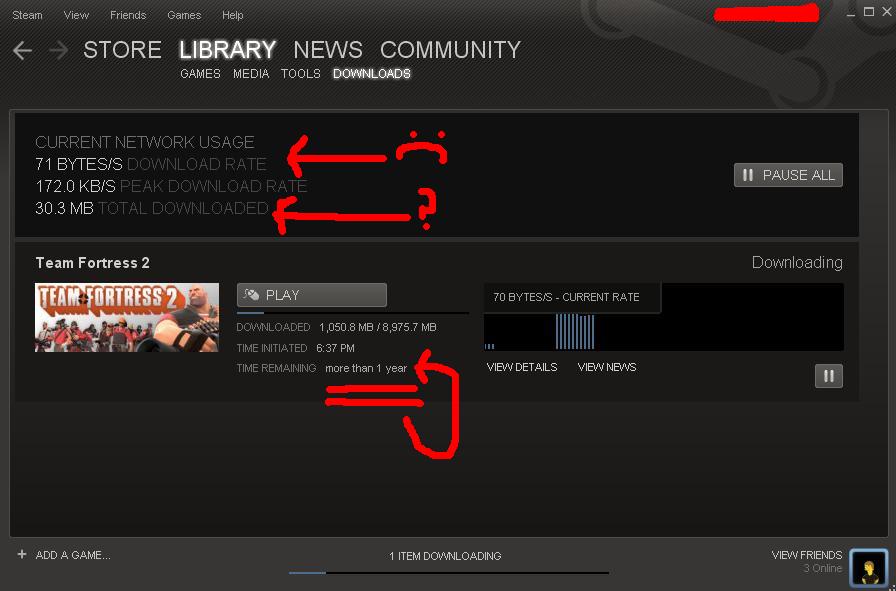 Steam View Friends Games Help
STORE LIBRARY NEWS COMMUNITY
GAMES MEDIA TOOLS DOWNLOADS
CURRENT NETWORK USAGE
71 BYTES/S DOWNLOAD RATE
172.0 KB/S PEAK DOWNLOAD RATE
30.3 MB TOTAL DOWNLOADED
?
PAUSE ALL
Team Fortress 2
Downloading
TEAM FORTRESS 2
PLAY
DOWNLOADED 1,050.8 MB / 8,975.7 MB
TIME INITIATED 6:37 PM
TIME REMAINING more than 1 year
70 BYTES/S - CURRENT RATE
VIEW DETAILS VIEW NEWS
+ ADD A GAME...
1 ITEM DOWNLOADING
VIEW FRIENDS
3 Online